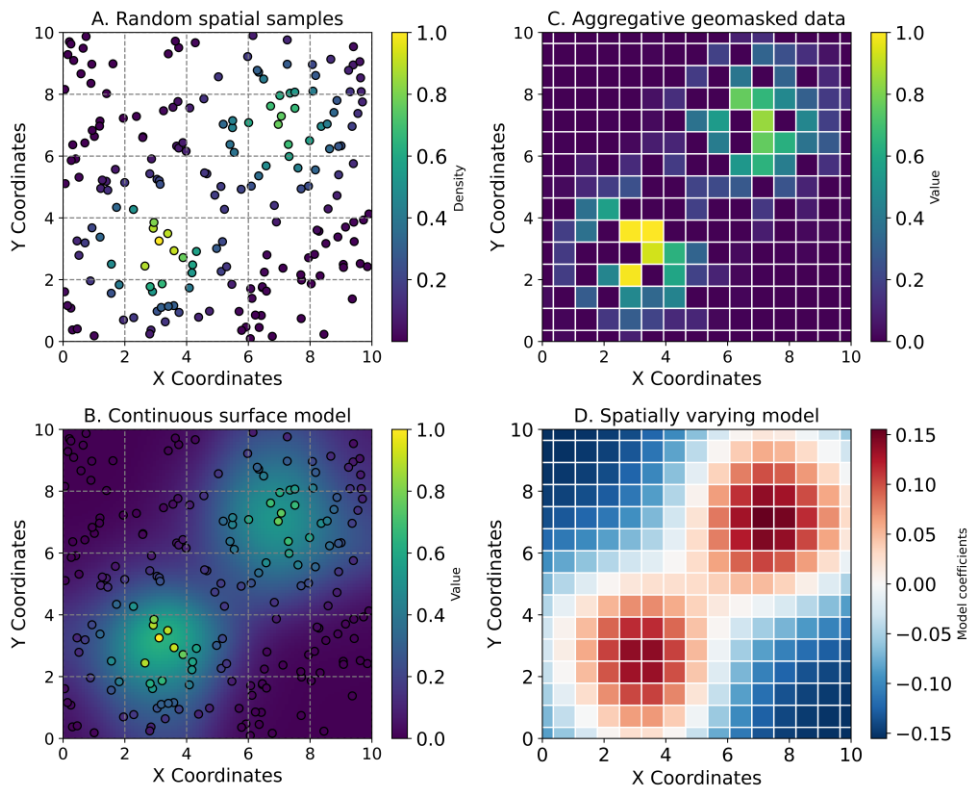 A. Random spatial samples
Y Coordinates
10
8
6
4
2
0
0 2 4 6 8 10
X Coordinates
1.0
0.8
0.6
0.4
0.2
Density
C. Aggregative geomasked data
Y Coordinates
10
8
6
4
2
0
0 2 4 6 8 10
X Coordinates
1.0
0.8
0.6
0.4
0.2
0.0
Value
B. Continuous surface model
Y Coordinates
10
8
6
4
2
0
0 2 4 6 8 10
X Coordinates
1.0
0.8
0.6
0.4
0.2
0.0
Value
D. Spatially varying model
Y Coordinates
10
8
6
4
2
0
0 2 4 6 8 10
X Coordinates
0.15
0.10
0.05
0.00
−0.05
−0.10
−0.15
Model coefficients